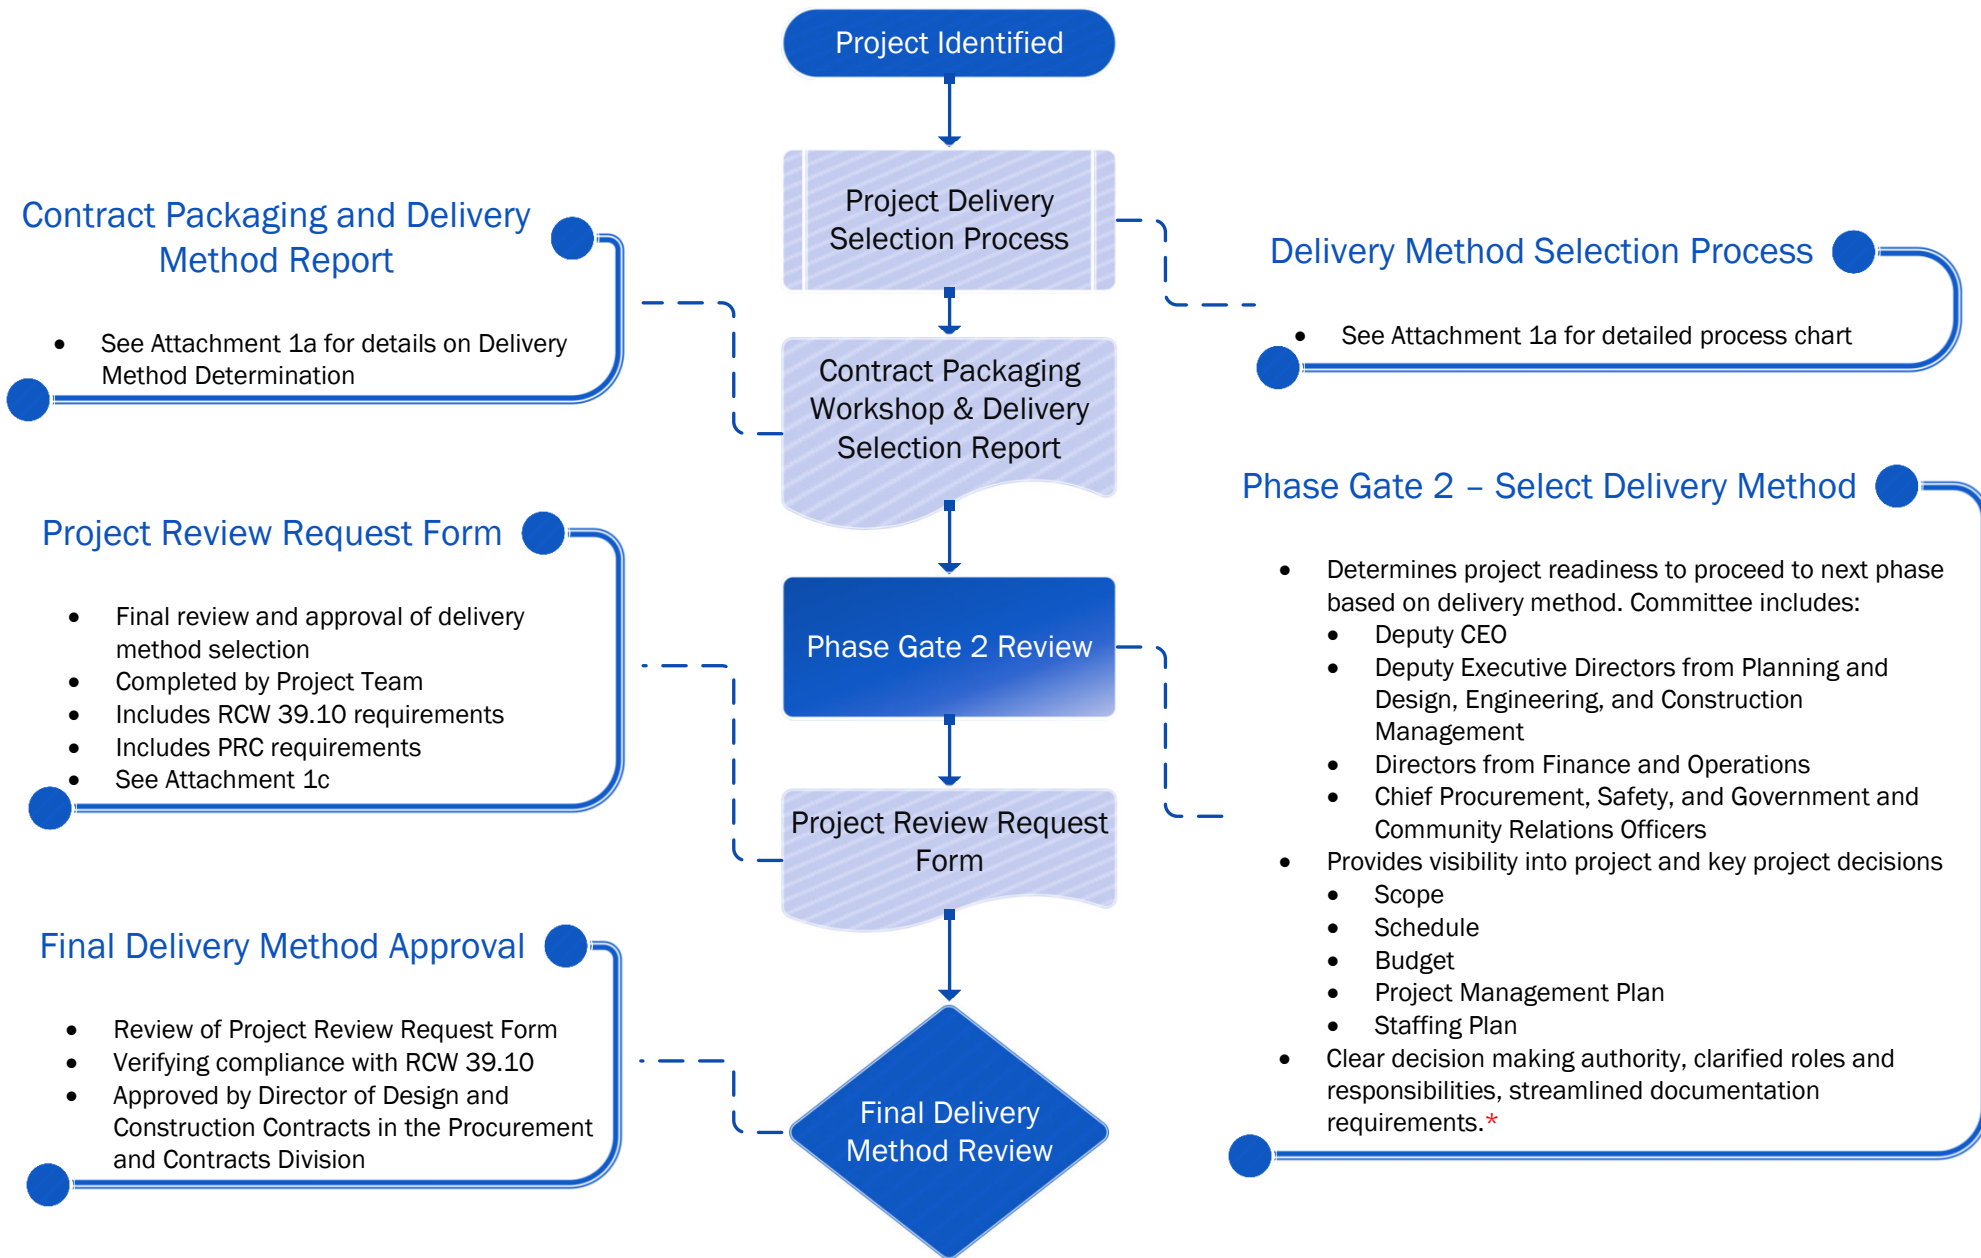 Project Identified
Project Delivery
Selection Process
Contract Packaging
Workshop & Delivery
Selection Report
Phase Gate 2 Review
Project Review Request
Form
Final Delivery
Method Review
Contract Packaging and Delivery
Method Report
• See Attachment 1a for details on Delivery
Method Determination
Project Review Request Form
• Final review and approval of delivery
method selection
• Completed by Project Team
• Includes RCW 39.10 requirements
• Includes PRC requirements
• See Attachment 1c
Final Delivery Method Approval
• Review of Project Review Request Form
• Verifying compliance with RCW 39.10
• Approved by Director of Design and
Construction Contracts in the Procurement
and Contracts Division
Delivery Method Selection Process
• See Attachment 1a for detailed process chart
Phase Gate 2 – Select Delivery Method
• Determines project readiness to proceed to next phase
based on delivery method. Committee includes:
• Deputy CEO
• Deputy Executive Directors from Planning and
Design, Engineering, and Construction
Management
• Directors from Finance and Operations
• Chief Procurement, Safety, and Government and
Community Relations Officers
• Provides visibility into project and key project decisions
• Scope
• Schedule
• Budget
• Project Management Plan
• Staffing Plan
• Clear decision making authority, clarified roles and
responsibilities, streamlined documentation
requirements.*